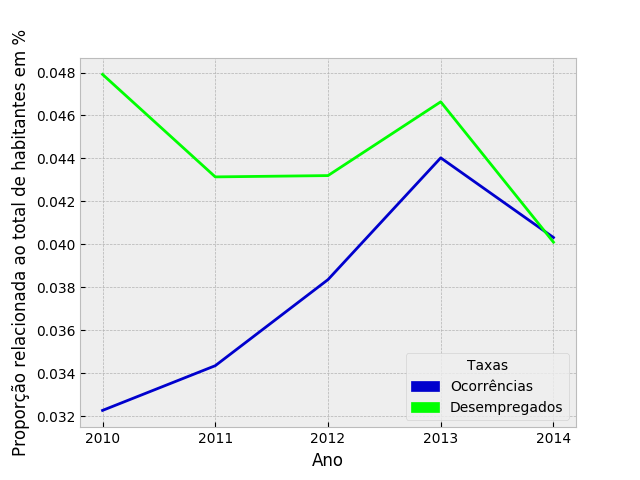 Proporção relacionada ao total de habitantes em %
0.048
0.046
0.044
0.042
0.040
0.038
0.036
0.034
0.032
Taxas
Ocorrências
Desempregados
2010 2011 2012 2013 2014
Ano